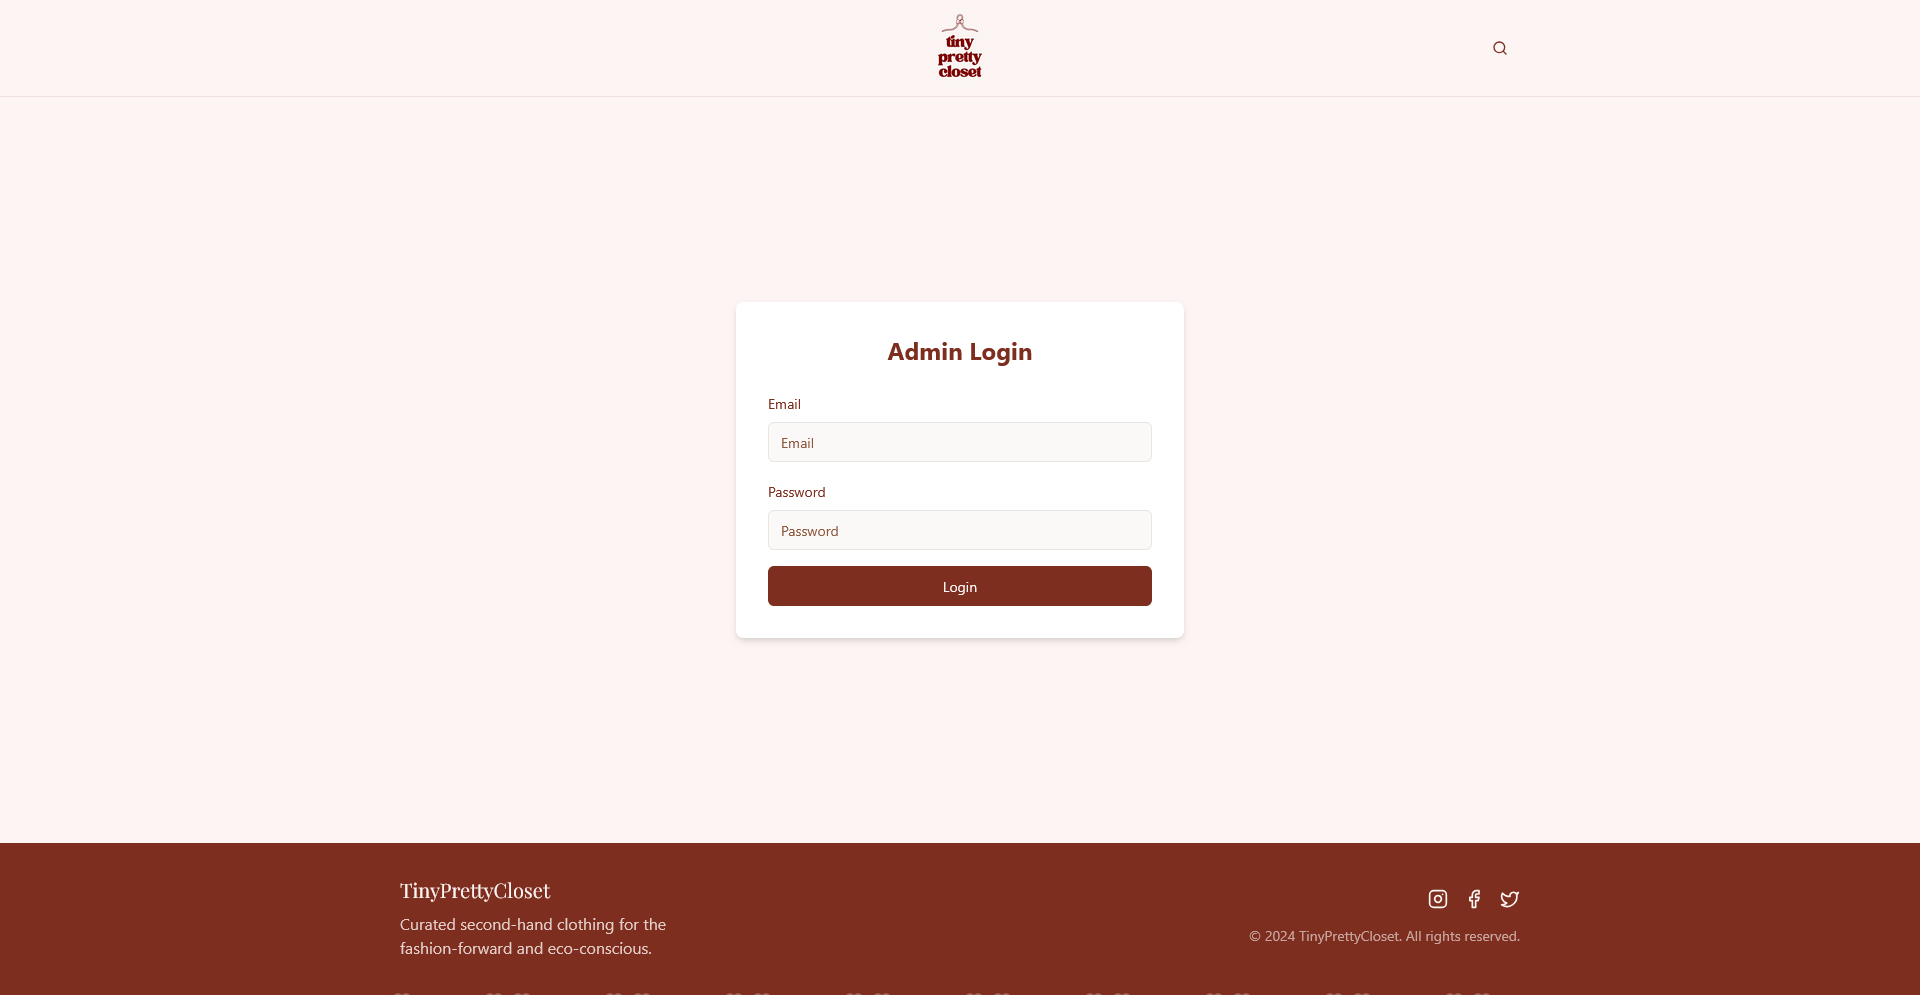 tiny
pretty
closet
Admin Login
Email
Email
Password
Password
Login
TinyPrettyCloset
Curated second-hand clothing for the
fashion-forward and eco-conscious.
© 2024 TinyPrettyCloset. All rights reserved.